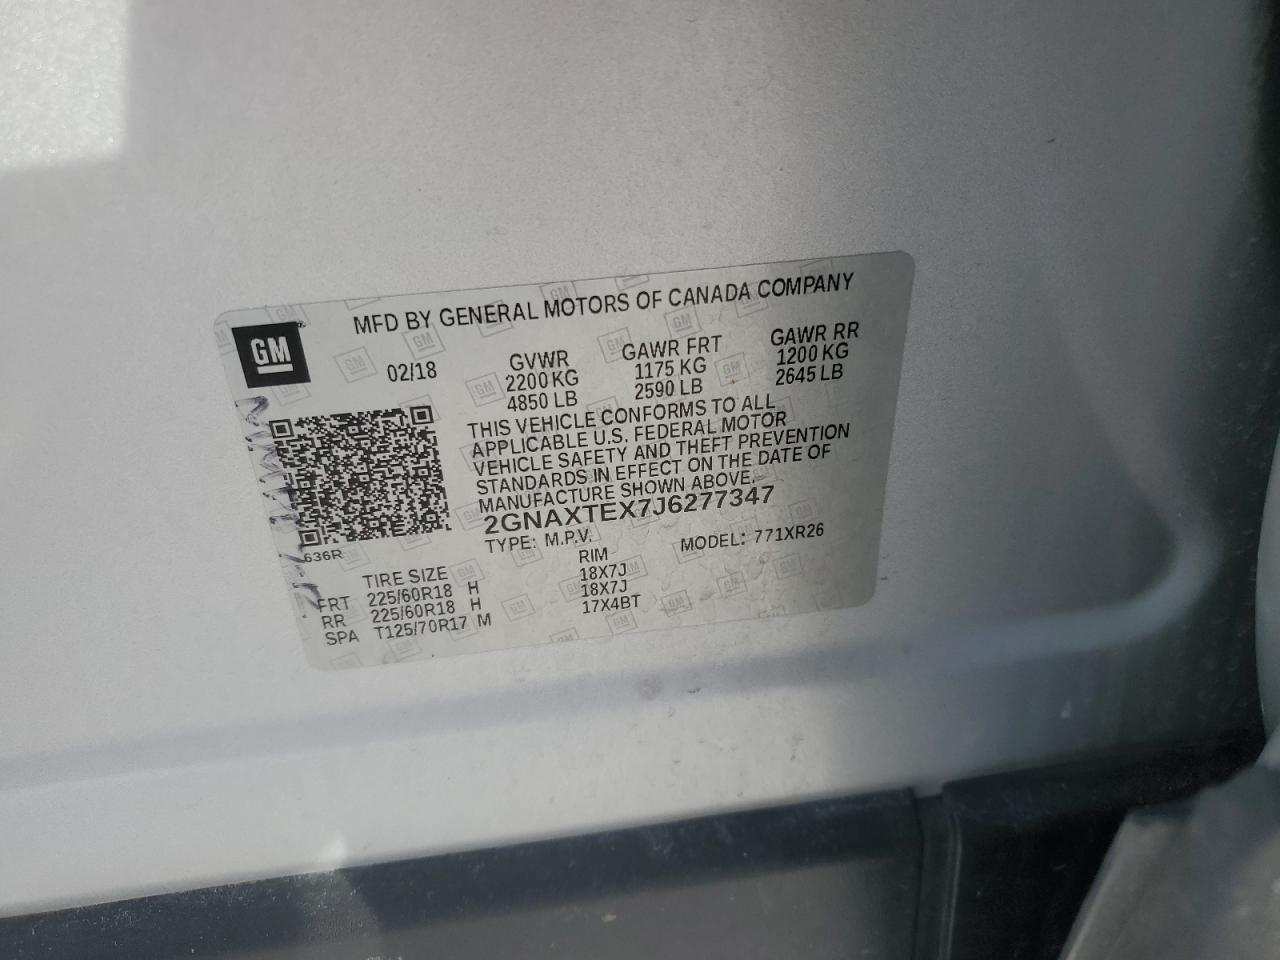 MFD BY GENERAL MOTORS OF CANADA COMPANY
GM
02/18 GVWR GAWR FRT GAWR RR
2200 KG 1175 KG 1200 KG
4850 LB 2590 LB 2645 LB
THIS VEHICLE CONFORMS TO ALL
APPLICABLE U.S. FEDERAL MOTOR
VEHICLE SAFETY AND THEFT PREVENTION
STANDARDS IN EFFECT ON THE DATE OF
MANUFACTURE SHOWN ABOVE.
2GNAXTEX7J6277347
TYPE: M.P.V. MODEL: 771XR26
636R
TIRE SIZE RIM
FRT 225/60R18 H 18X7J
RR 225/60R18 H 18X7J
SPA T125/70R17 M 17X4BT